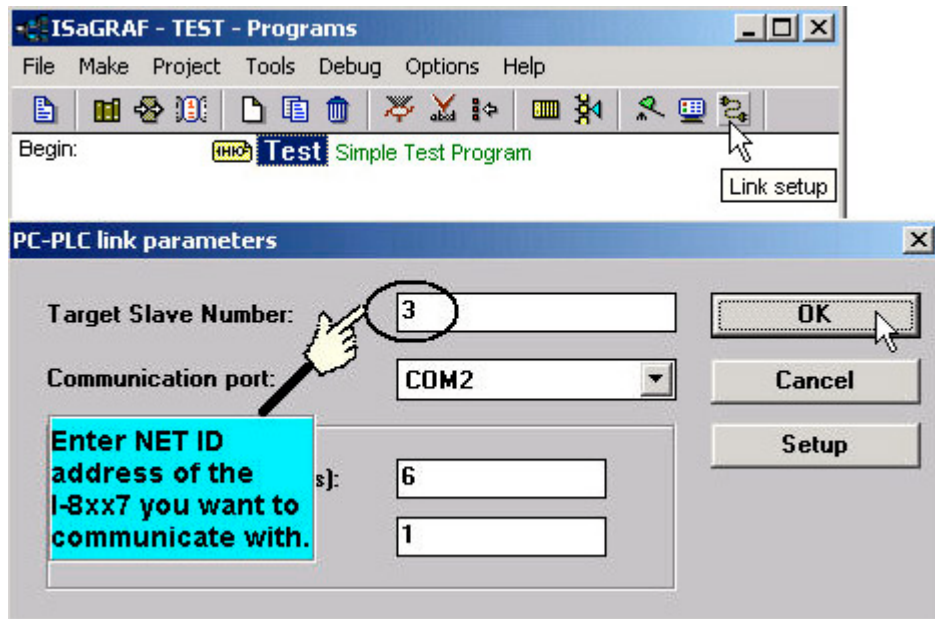 ISaGRAF - TEST - Programs
File Make Project Tools Debug Options Help
Begin: Test Simple Test Program
Link setup
PC-PLC link parameters
Target Slave Number: 3 OK
Communication port: COM2 Cancel
Setup
Enter NET ID
address of the
I-8xx7 you want to
communicate with.
s): 6
1